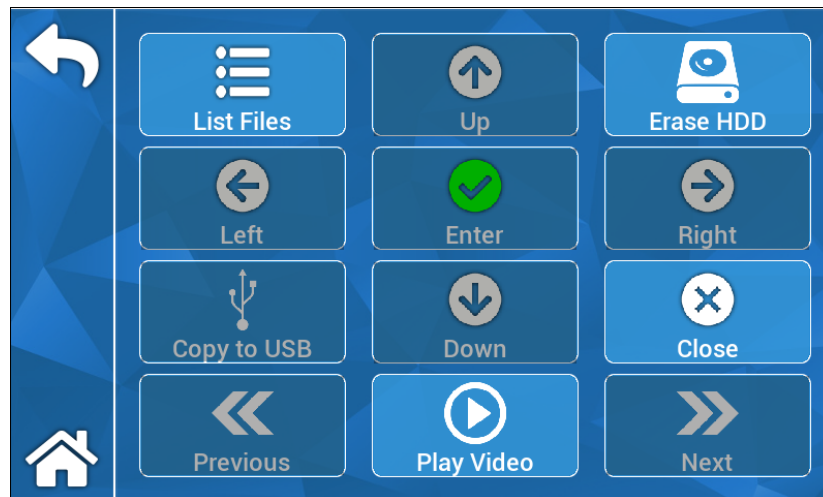 List Files
Up
Erase HDD
Left
Enter
Right
Copy to USB
Down
Close
Previous
Play Video
Next